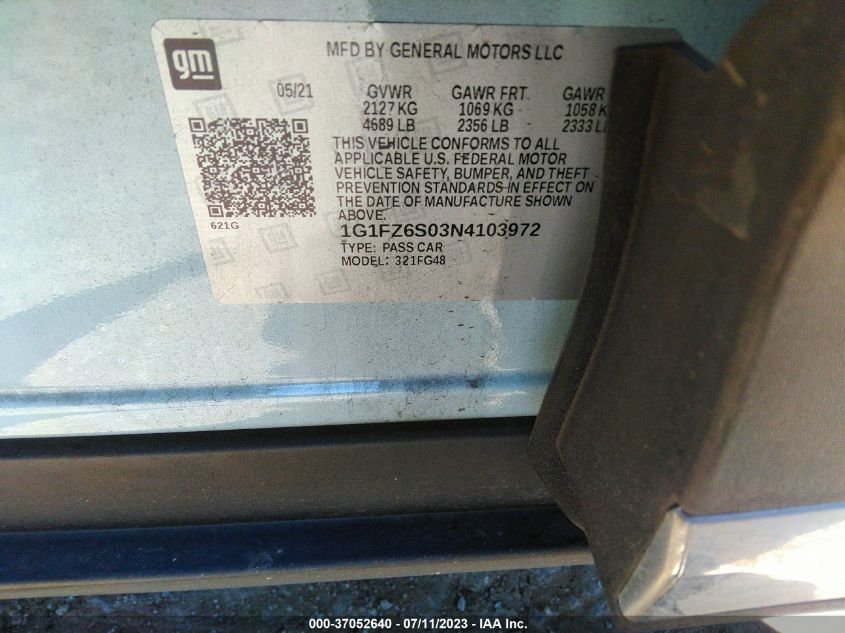 gm
MFD BY GENERAL MOTORS LLC
05/21 GVWR GAWR FRT. GAWR
2127 KG 1069 KG 1058 K
4689 LB 2356 LB 2333 L
THIS VEHICLE CONFORMS TO ALL
APPLICABLE U.S. FEDERAL MOTOR
VEHICLE SAFETY, BUMPER, AND THEFT
PREVENTION STANDARDS IN EFFECT ON
THE DATE OF MANUFACTURE SHOWN
ABOVE.
621G
1G1FZ6S03N4103972
TYPE: PASS CAR
MODEL: 321FG48
000-37052640 - 07/11/2023 - IAA Inc.